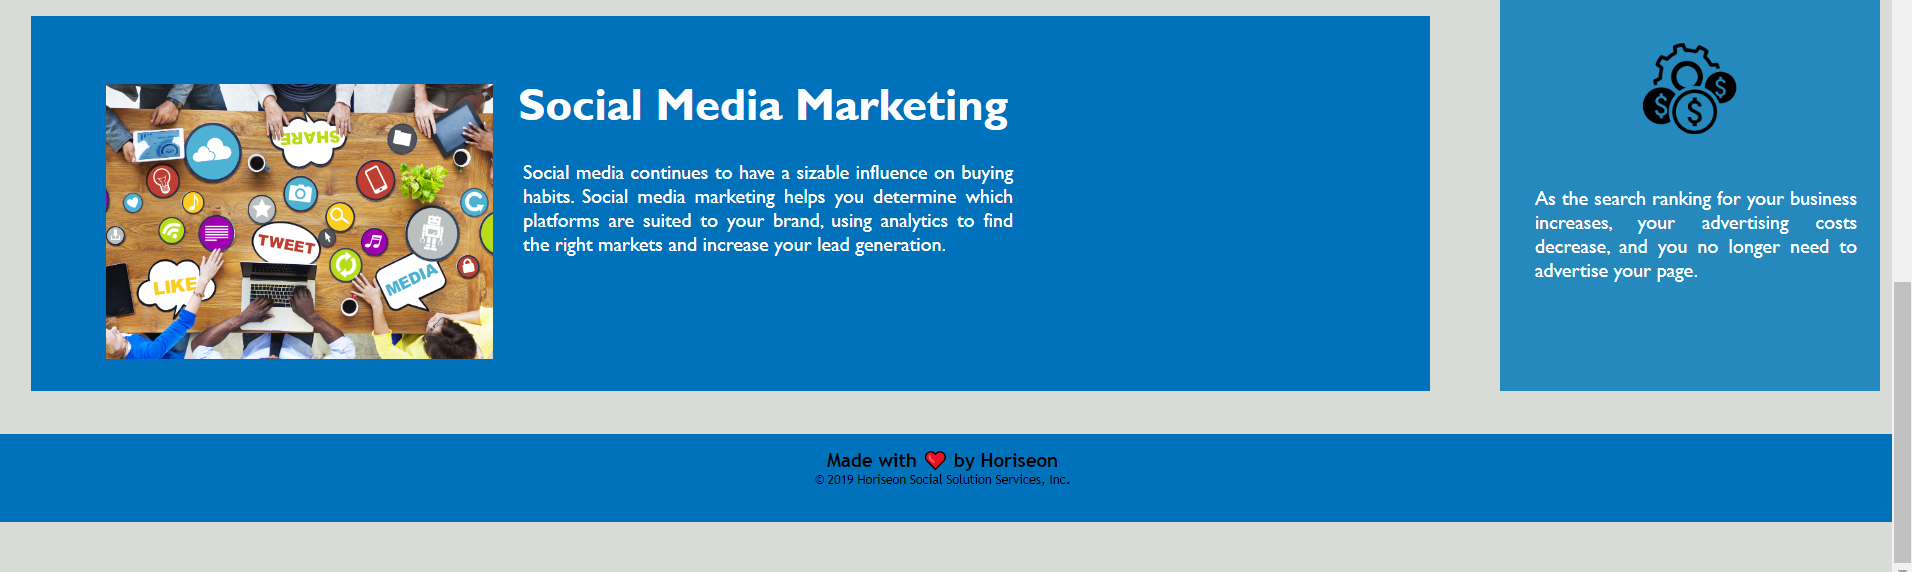 SHARE
TWEET
LIKE
MEDIA
Social Media Marketing
Social media continues to have a sizable influence on buying
habits. Social media marketing helps you determine which
platforms are suited to your brand, using analytics to find
the right markets and increase your lead generation.
$ $ $
As the search ranking for your business
increases, your advertising costs
decrease, and you no longer need to
advertise your page.
Made with ❤️ by Horiseon
© 2019 Horiseon Social Solution Services, Inc.